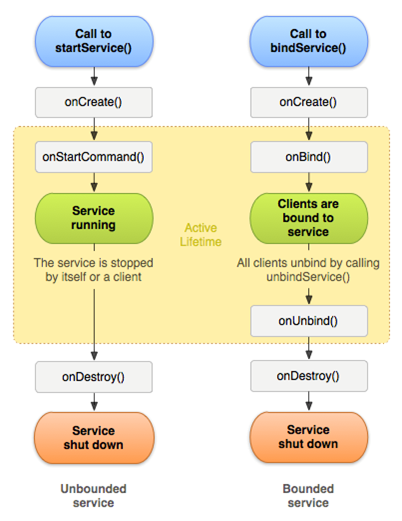 Call to
startService()
onCreate()
onStartCommand()
Service
running
The service is stopped
by itself or a client
onDestroy()
Service
shut down
Unbounded
service
Active
Lifetime
Call to
bindService()
onCreate()
onBind()
Clients are
bound to
service
All clients unbind by calling
unbindService()
onUnbind()
onDestroy()
Service
shut down
Bounded
service